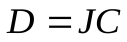 D = JC